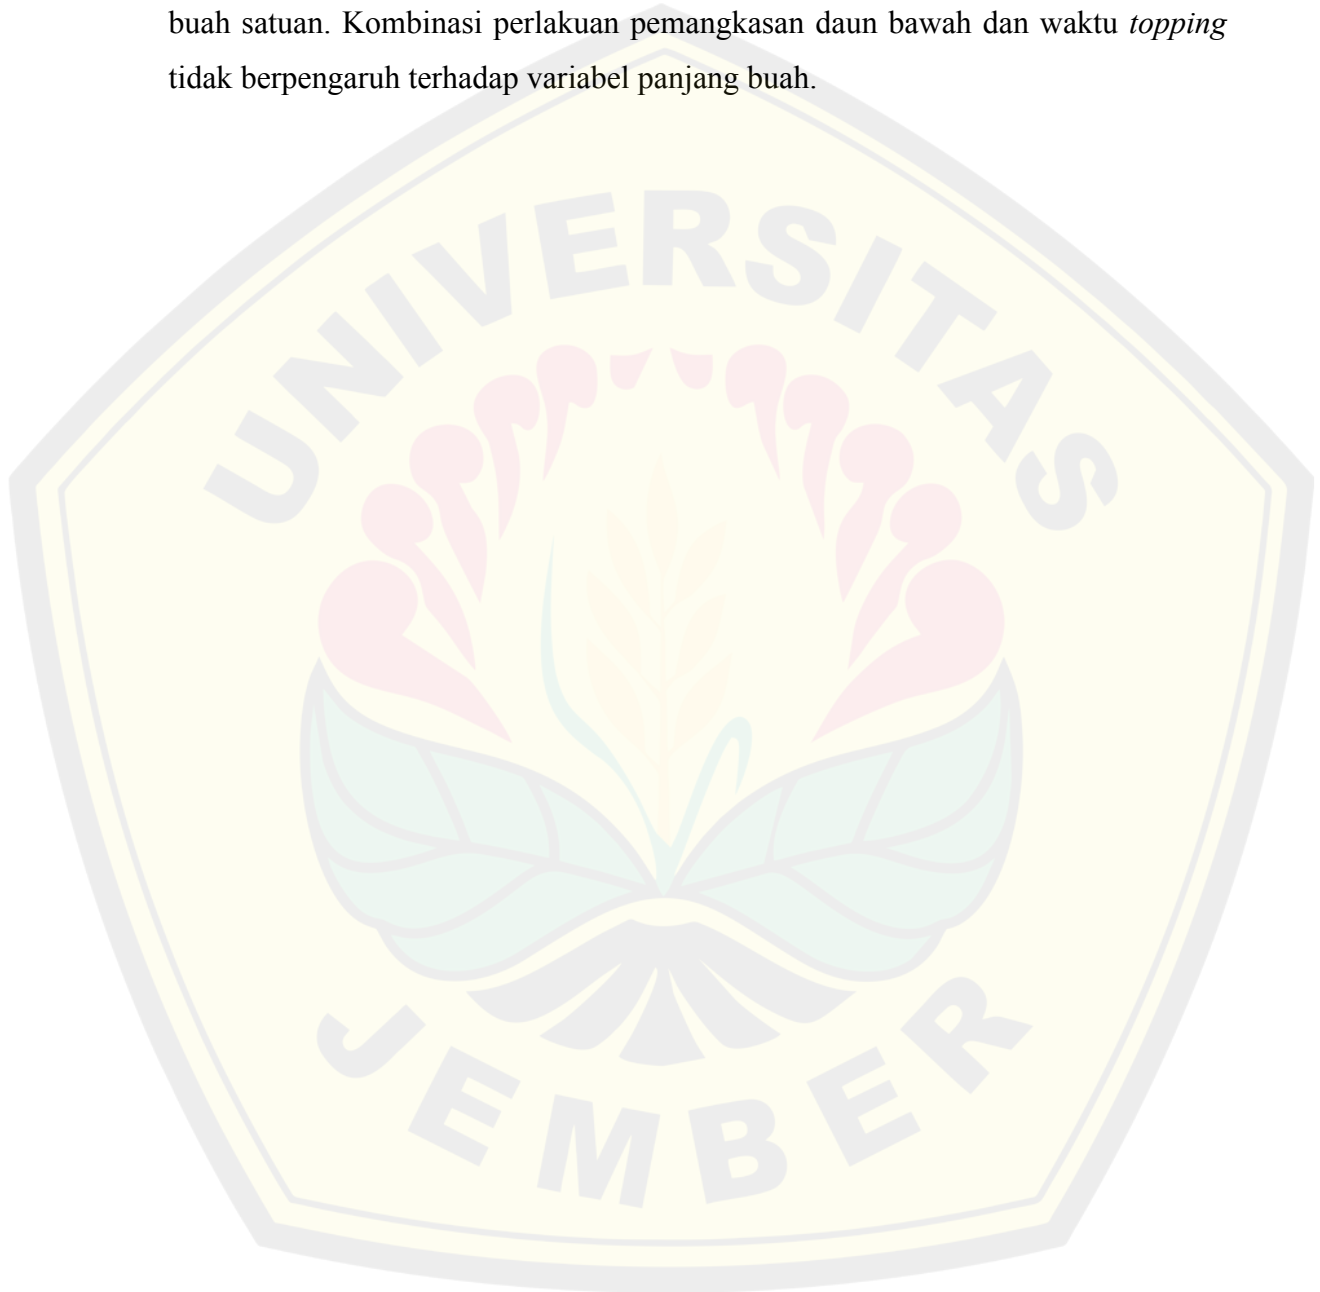 buah satuan. Kombinasi perlakuan pemangkasan daun bawah dan waktu topping
tidak berpengaruh terhadap variabel panjang buah.
UNIVERSITAS
JEMBER